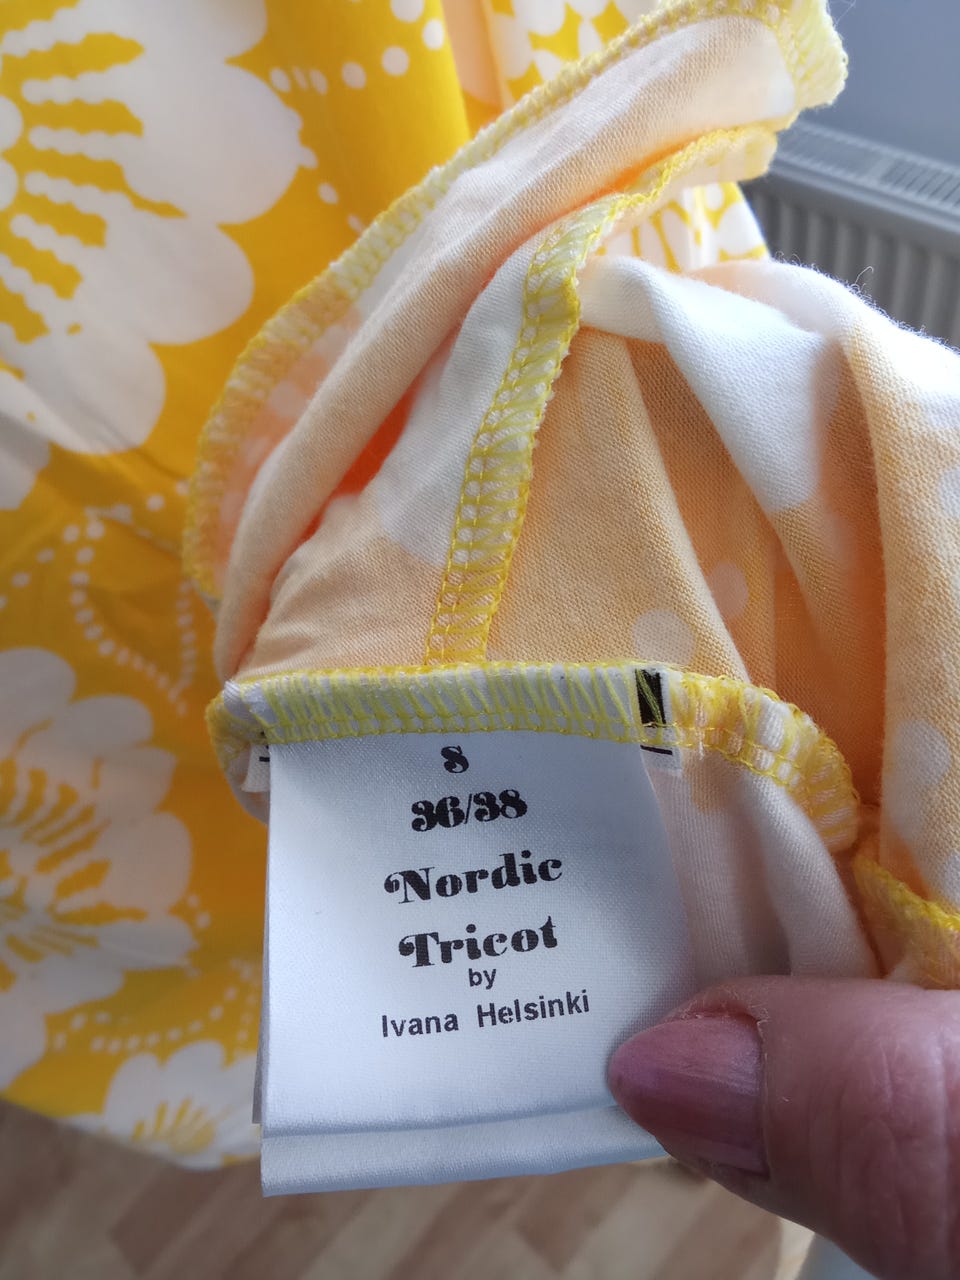 S
36/38
Nordic
Tricot
by
Ivana Helsinki